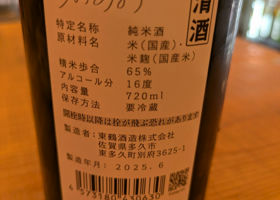 清酒
特定名称 純米酒
原材料名 米(国産)・
米麹(国産米)
精米歩合 65%
アルコール分 16度
内容量 720ml
保存方法 要冷蔵
開栓時以降は栓が飛ぶ恐れがあります
製造者：東鶴酒造株式会社
佐賀県多久市
東多久町別府3625-1
製造年月：2025.6
4573180430630